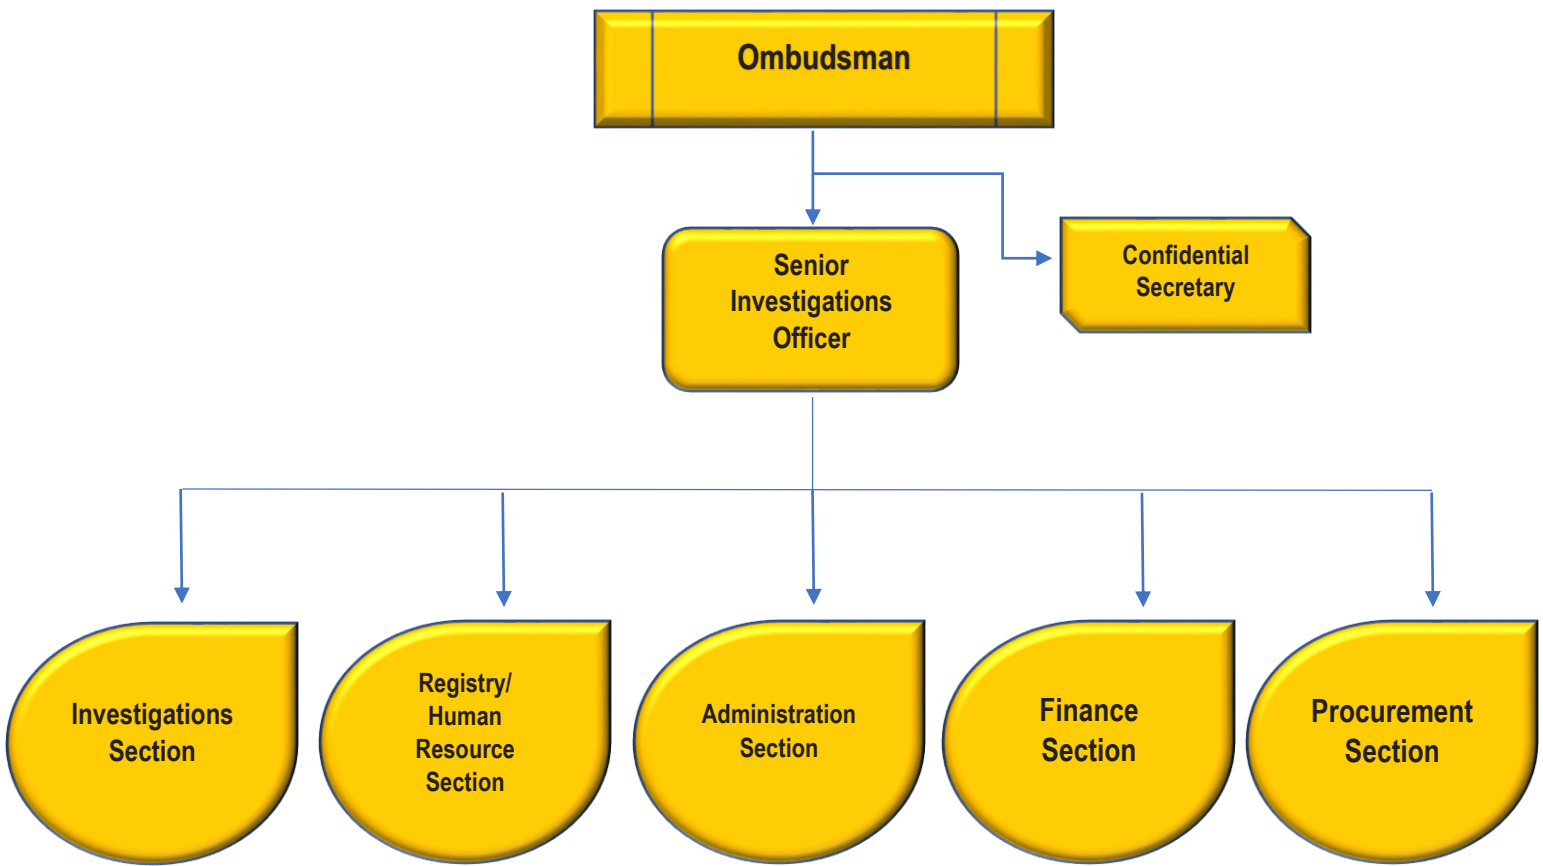 Ombudsman
Senior
Investigations
Officer
Confidential
Secretary
Investigations
Section
Registry/
Human
Resource
Section
Administration
Section
Finance
Section
Procurement
Section